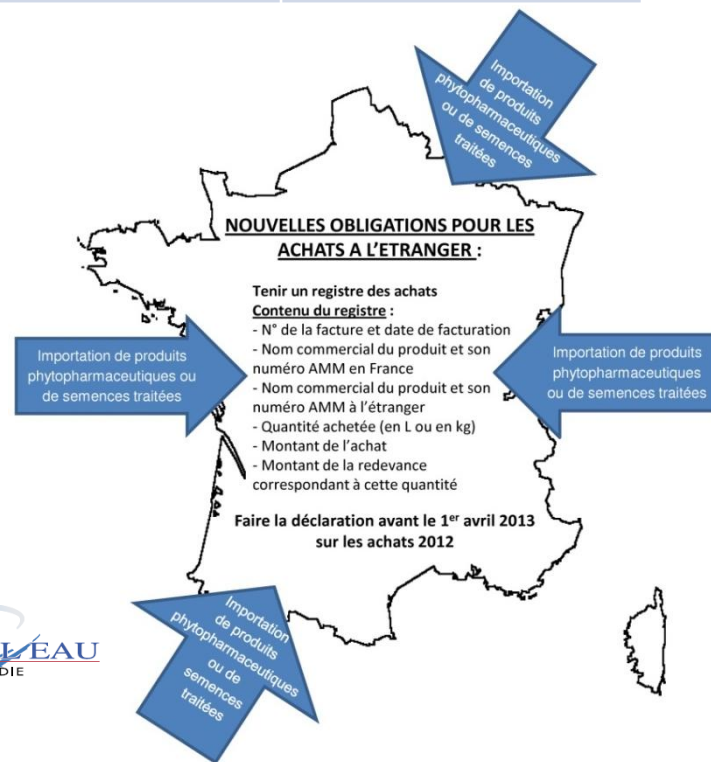 Importation
de produits
phytopharmaceutiques
ou de semences
traitées
NOUVELLES OBLIGATIONS POUR LES
ACHATS A L’ETRANGER :
Tenir un registre des achats
Contenu du registre :
- N° de la facture et date de facturation
- Nom commercial du produit et son
numéro AMM en France
- Nom commercial du produit et son
numéro AMM à l’étranger
- Quantité achetée (en L ou en kg)
- Montant de l’achat
- Montant de la redevance
correspondant à cette quantité
Faire la déclaration avant le 1er avril 2013
sur les achats 2012
Importation de produits
phytopharmaceutiques ou
de semences traitées
Importation de produits
phytopharmaceutiques
ou de semences traitées
Importation
de produits
phytopharmaceutiques
ou de
semences
traitées
L'EAU
DIE